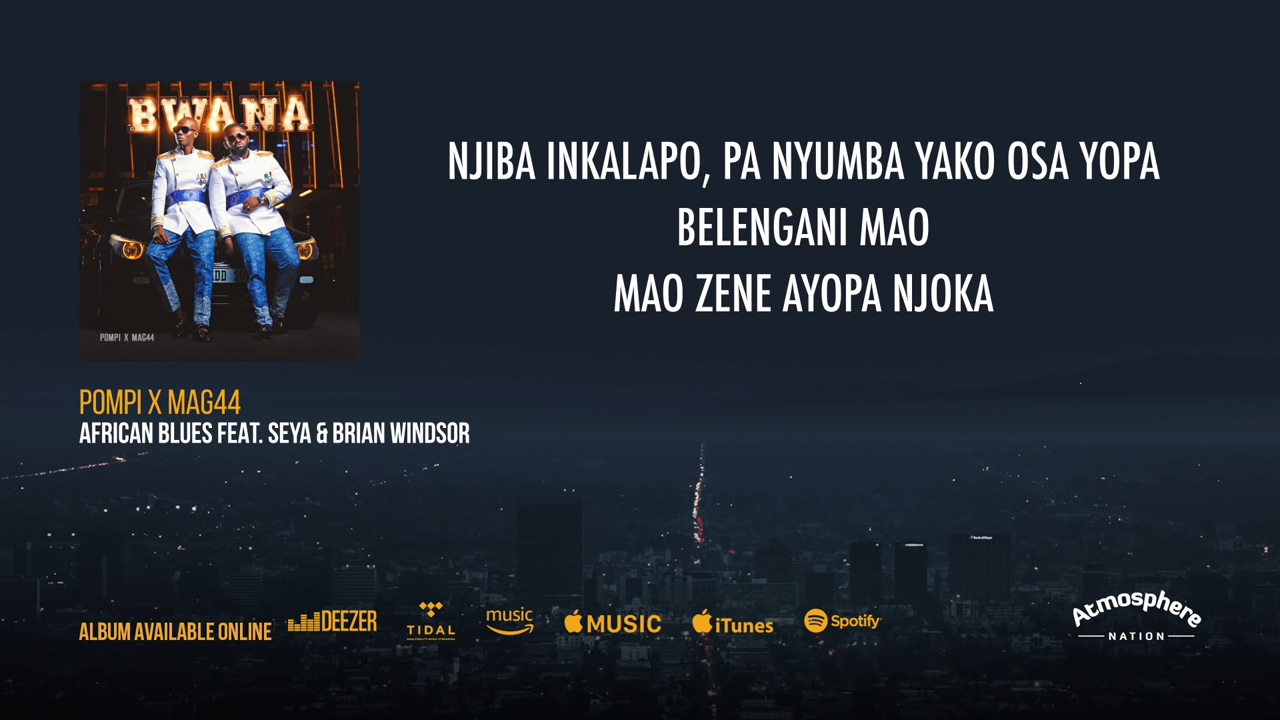 BWANA
POMPI X MAG44
NJIBA INKALAPO, PA NYUMBA YAKO OSA YOPA
BELENGANI MAO
MAO ZENE AYOPA NJOKA
POMPI X MAG44
AFRICAN BLUES FEAT. SEYA & BRIAN WINDSOR
ALBUM AVAILABLE ONLINE
DEEZER
TIDAL
music
MUSIC
iTunes
Spotify
Atmosphere
NATION